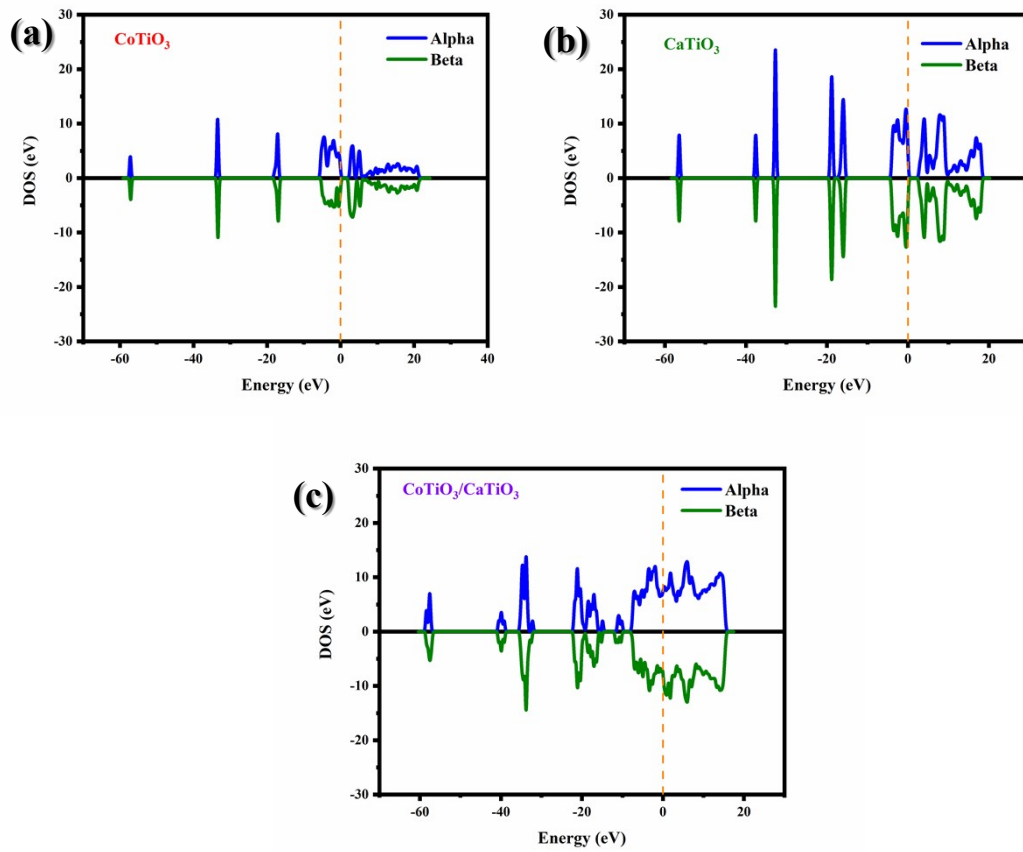 (a)
CoTiO₃
Alpha
Beta
30
20
10
0
-10
-20
-30
DOS (eV)
-60 -40 -20 0 20 40
Energy (eV)
(b)
CaTiO₃
Alpha
Beta
30
20
10
0
-10
-20
-30
DOS (eV)
-60 -40 -20 0 20
Energy (eV)
(c)
CoTiO₃/CaTiO₃
Alpha
Beta
30
20
10
0
-10
-20
-30
DOS (eV)
-60 -40 -20 0 20
Energy (eV)